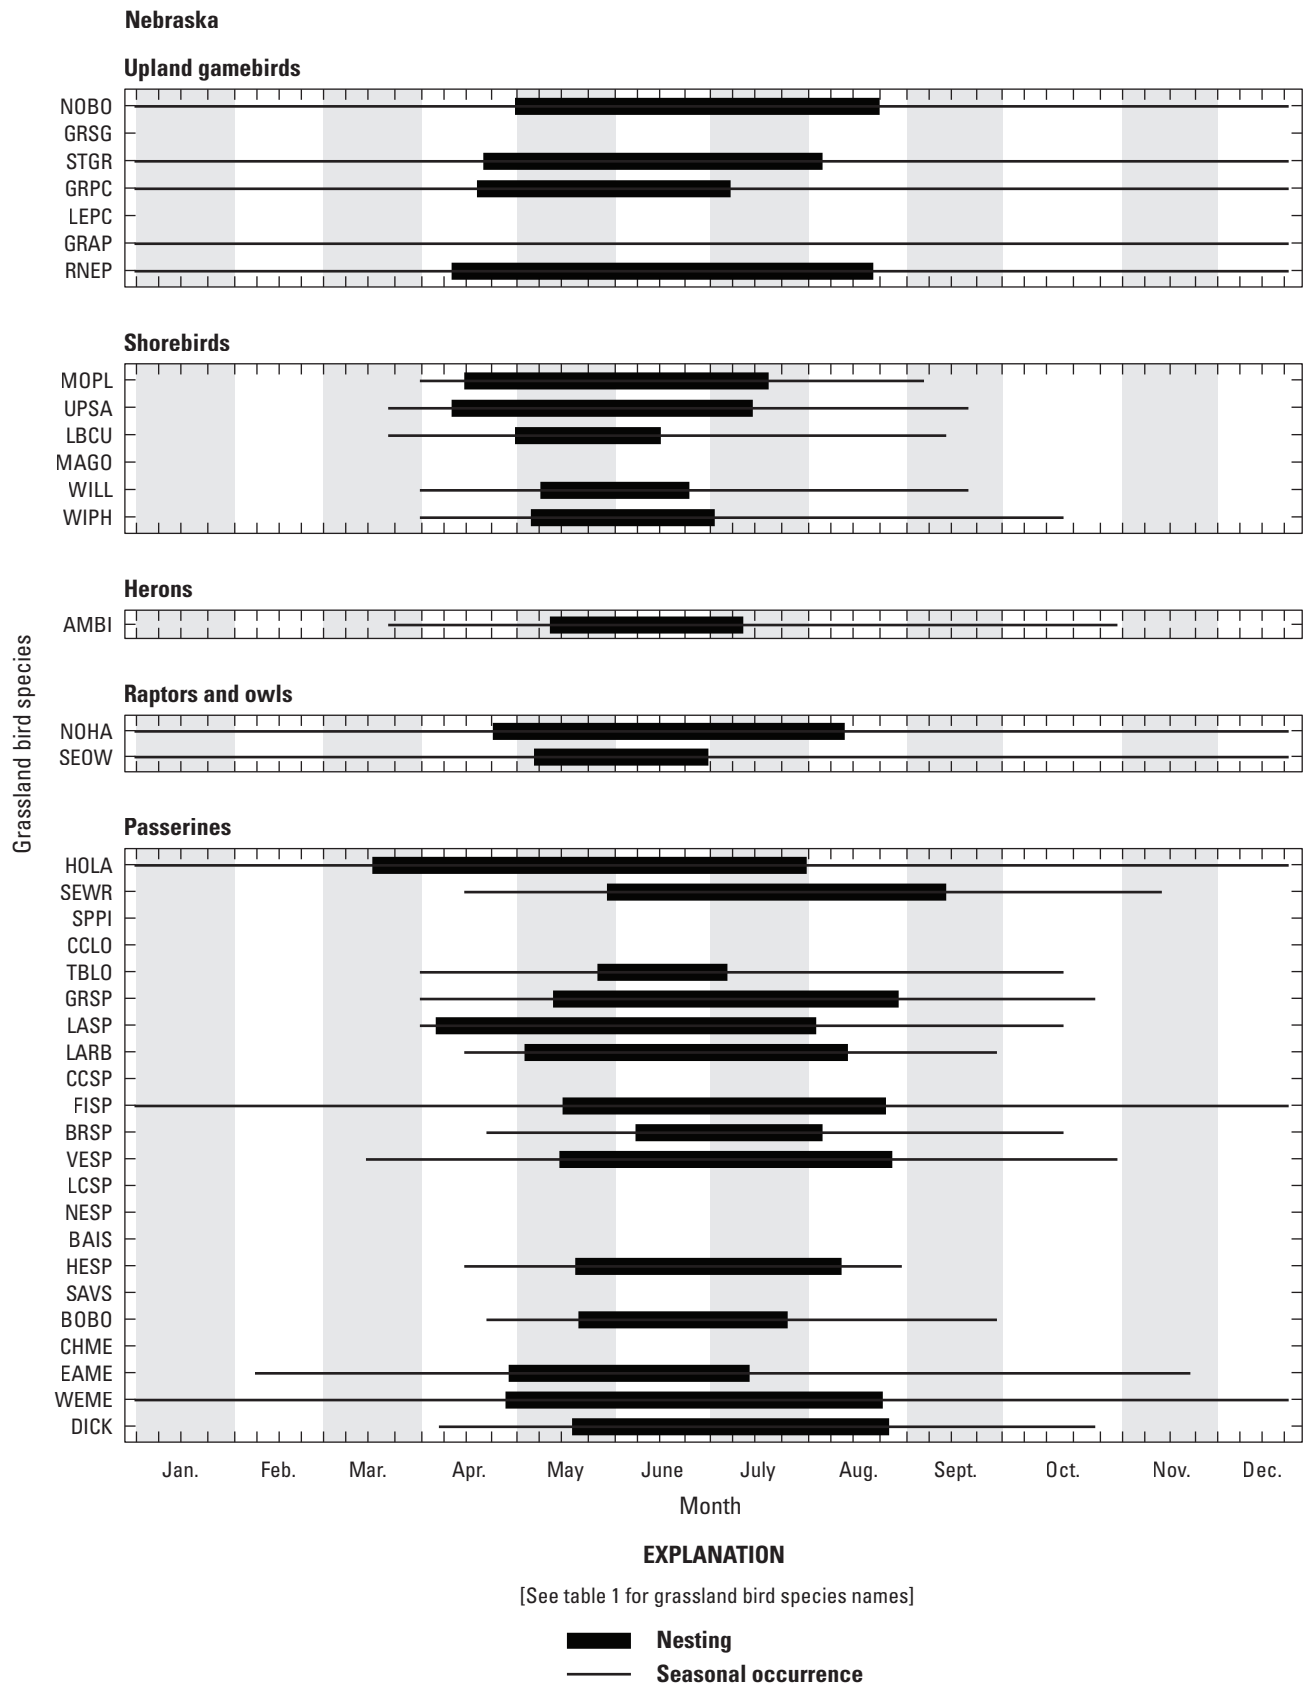 Nebraska
Upland gamebirds
NOBO
GRSG
STGR
GRPC
LEPC
GRAP
RNEP
Shorebirds
MOPL
UPSA
LBCU
MAGO
WILL
WIPH
Herons
AMBI
Raptors and owls
NOHA
SEOW
Passerines
HOLA
SEWR
SPPI
CCLO
TBLO
GRSP
LASP
LARB
CCSP
FISP
BRSP
VESP
LCSP
NESP
BAIS
HESP
SAVS
BOBO
CHME
EAME
WEME
DICK
Grassland bird species
Jan. Feb. Mar. Apr. May June July Aug. Sept. Oct. Nov. Dec.
Month
EXPLANATION
[See table 1 for grassland bird species names]
Nesting
Seasonal occurrence